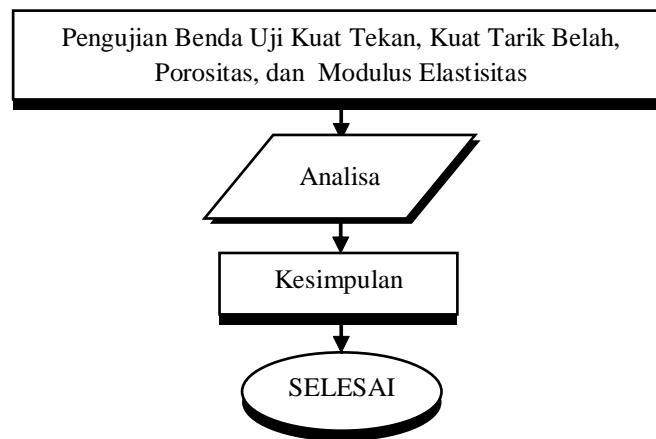 Pengujian Benda Uji Kuat Tekan, Kuat Tarik Belah,
Porositas, dan Modulus Elastisitas
Analisa
Kesimpulan
SELESAI